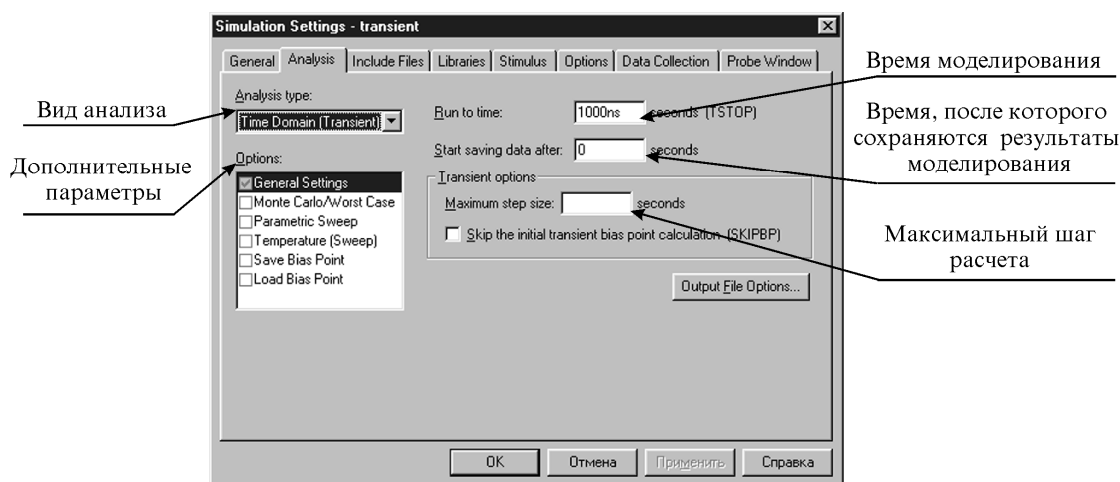 Simulation Settings - transient
General
Analysis
Include Files
Libraries
Stimulus
Options
Data Collection
Probe Window
Analysis type:
Time Domain (Transient)
Options:
General Settings
Monte Carlo/Worst Case
Parametric Sweep
Temperature (Sweep)
Save Bias Point
Load Bias Point
Run to time:
1000ns
seconds (TSTOP)
Start saving data after:
0
seconds
Transient options
Maximum step size:
seconds
Skip the initial transient bias point calculation (SKIPBP)
Output File Options...
OK
Отмена
Применить
Справка
Вид анализа
Дополнительные
параметры
Время моделирования
Время, после которого
сохраняются результаты
моделирования
Максимальный шаг
расчета